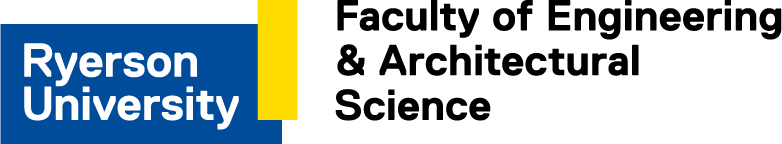 Ryerson
University
Faculty of Engineering
& Architectural
Science